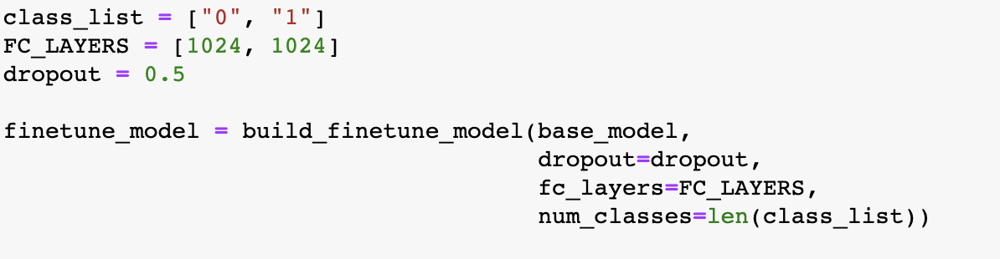 class_list = ["0", "1"]
FC_LAYERS = [1024, 1024]
dropout = 0.5
finetune_model = build_finetune_model(base_model,
dropout=dropout,
fc_layers=FC_LAYERS,
num_classes=len(class_list))